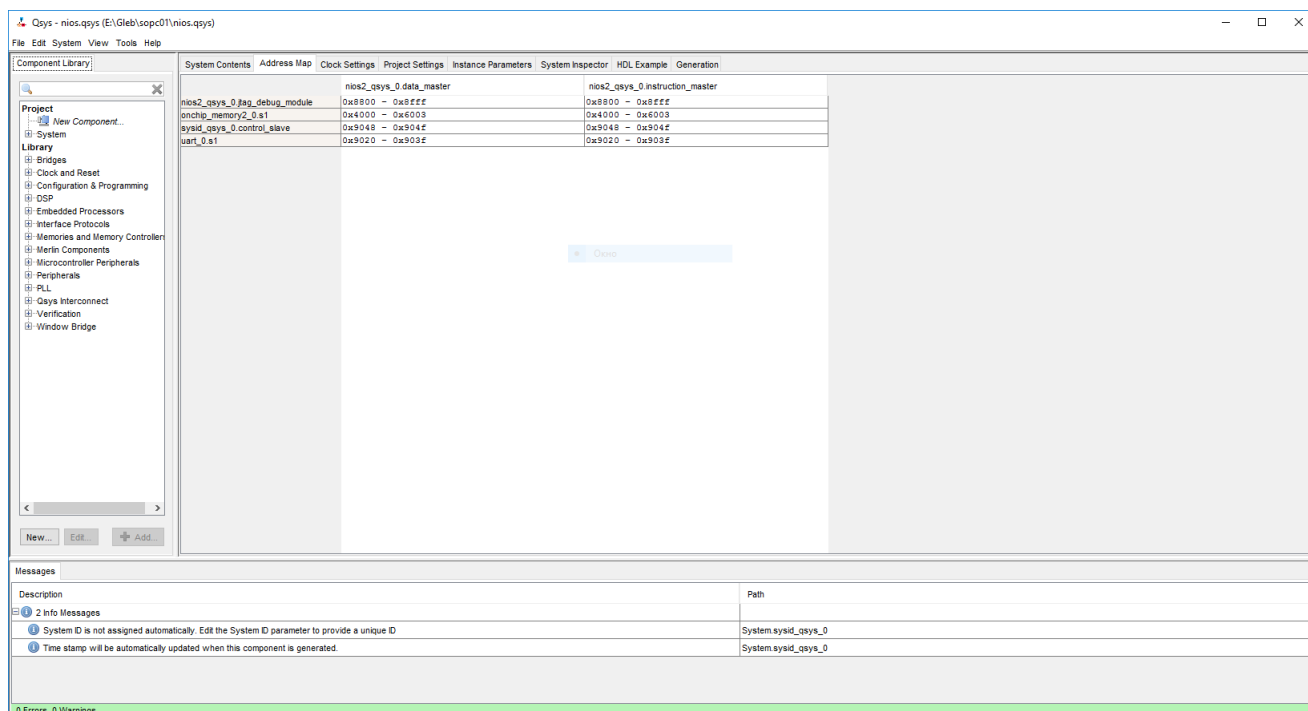 Qsys - nios.qsys (E:\Gleb\sopc01\nios.qsys)
File Edit System View Tools Help
Component Library
System Contents Address Map Clock Settings Project Settings Instance Parameters System Inspector HDL Example Generation
nios2_qsys_0.data_master nios2_qsys_0.instruction_master
nios2_qsys_0.jtag_debug_module 0x8800 - 0x8fff 0x8800 - 0x8fff
onchip_memory2_0.s1 0x4000 - 0x6003 0x4000 - 0x6003
sysid_qsys_0.control_slave 0x9048 - 0x904f 0x9048 - 0x904f
uart_0.s1 0x9020 - 0x903f 0x9020 - 0x903f
Project
New Component...
System
Library
Bridges
Clock and Reset
Configuration & Programming
DSP
Embedded Processors
Interface Protocols
Memories and Memory Controller
Merlin Components
Microcontroller Peripherals
Peripherals
PLL
Qsys Interconnect
Verification
Window Bridge
Окно
New... Edit... Add...
Messages
Description Path
2 Info Messages
System ID is not assigned automatically. Edit the System ID parameter to provide a unique ID System.sysid_qsys_0
Time stamp will be automatically updated when this component is generated. System.sysid_qsys_0
0 Errors, 0 Warnings